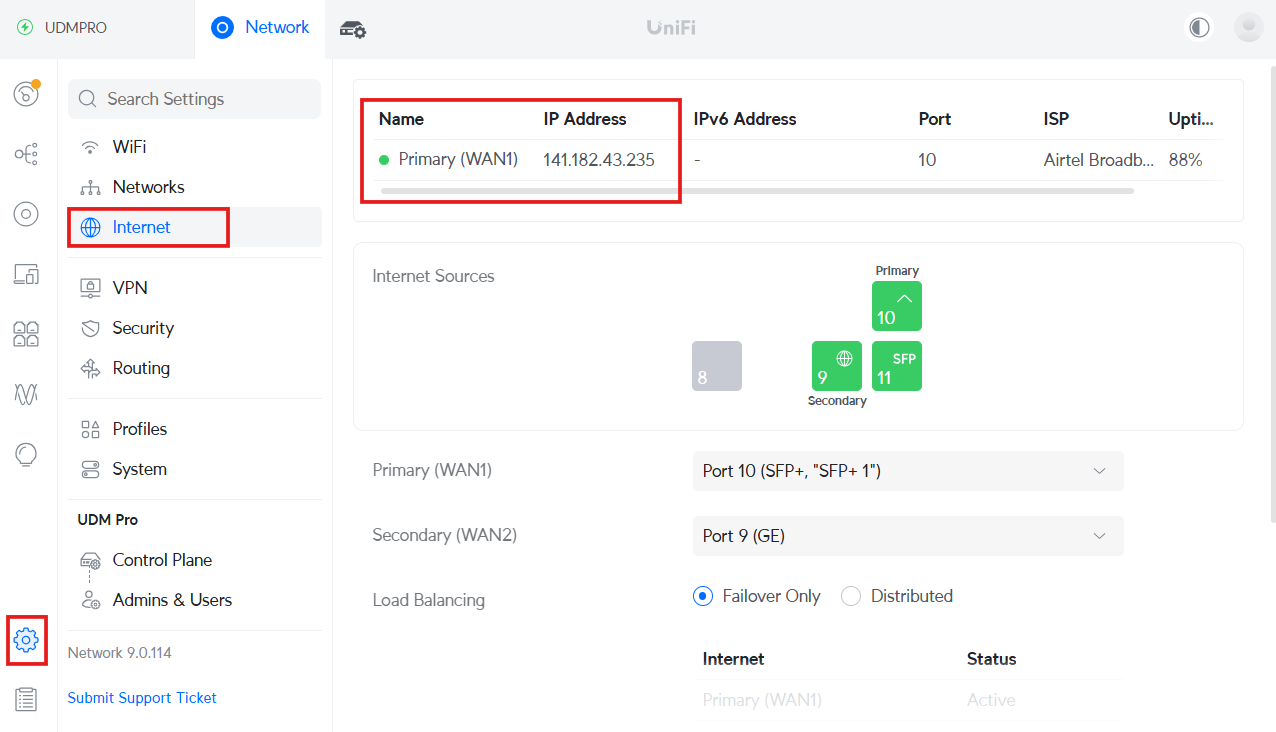 UDMPRO
Network
UniFi
Search Settings
WiFi
Networks
Internet
VPN
Security
Routing
Profiles
System
UDM Pro
Control Plane
Admins & Users
Network 9.0.114
Submit Support Ticket
Name IP Address IPv6 Address Port ISP Upti...
Primary (WAN1) 141.182.43.235 - 10 Airtel Broadb... 88%
Internet Sources
Primary
10
8
9
SFP
11
Secondary
Primary (WAN1) Port 10 (SFP+, "SFP+ 1")
Secondary (WAN2) Port 9 (GE)
Load Balancing Failover Only Distributed
Internet Status
Primary (WAN1) Active